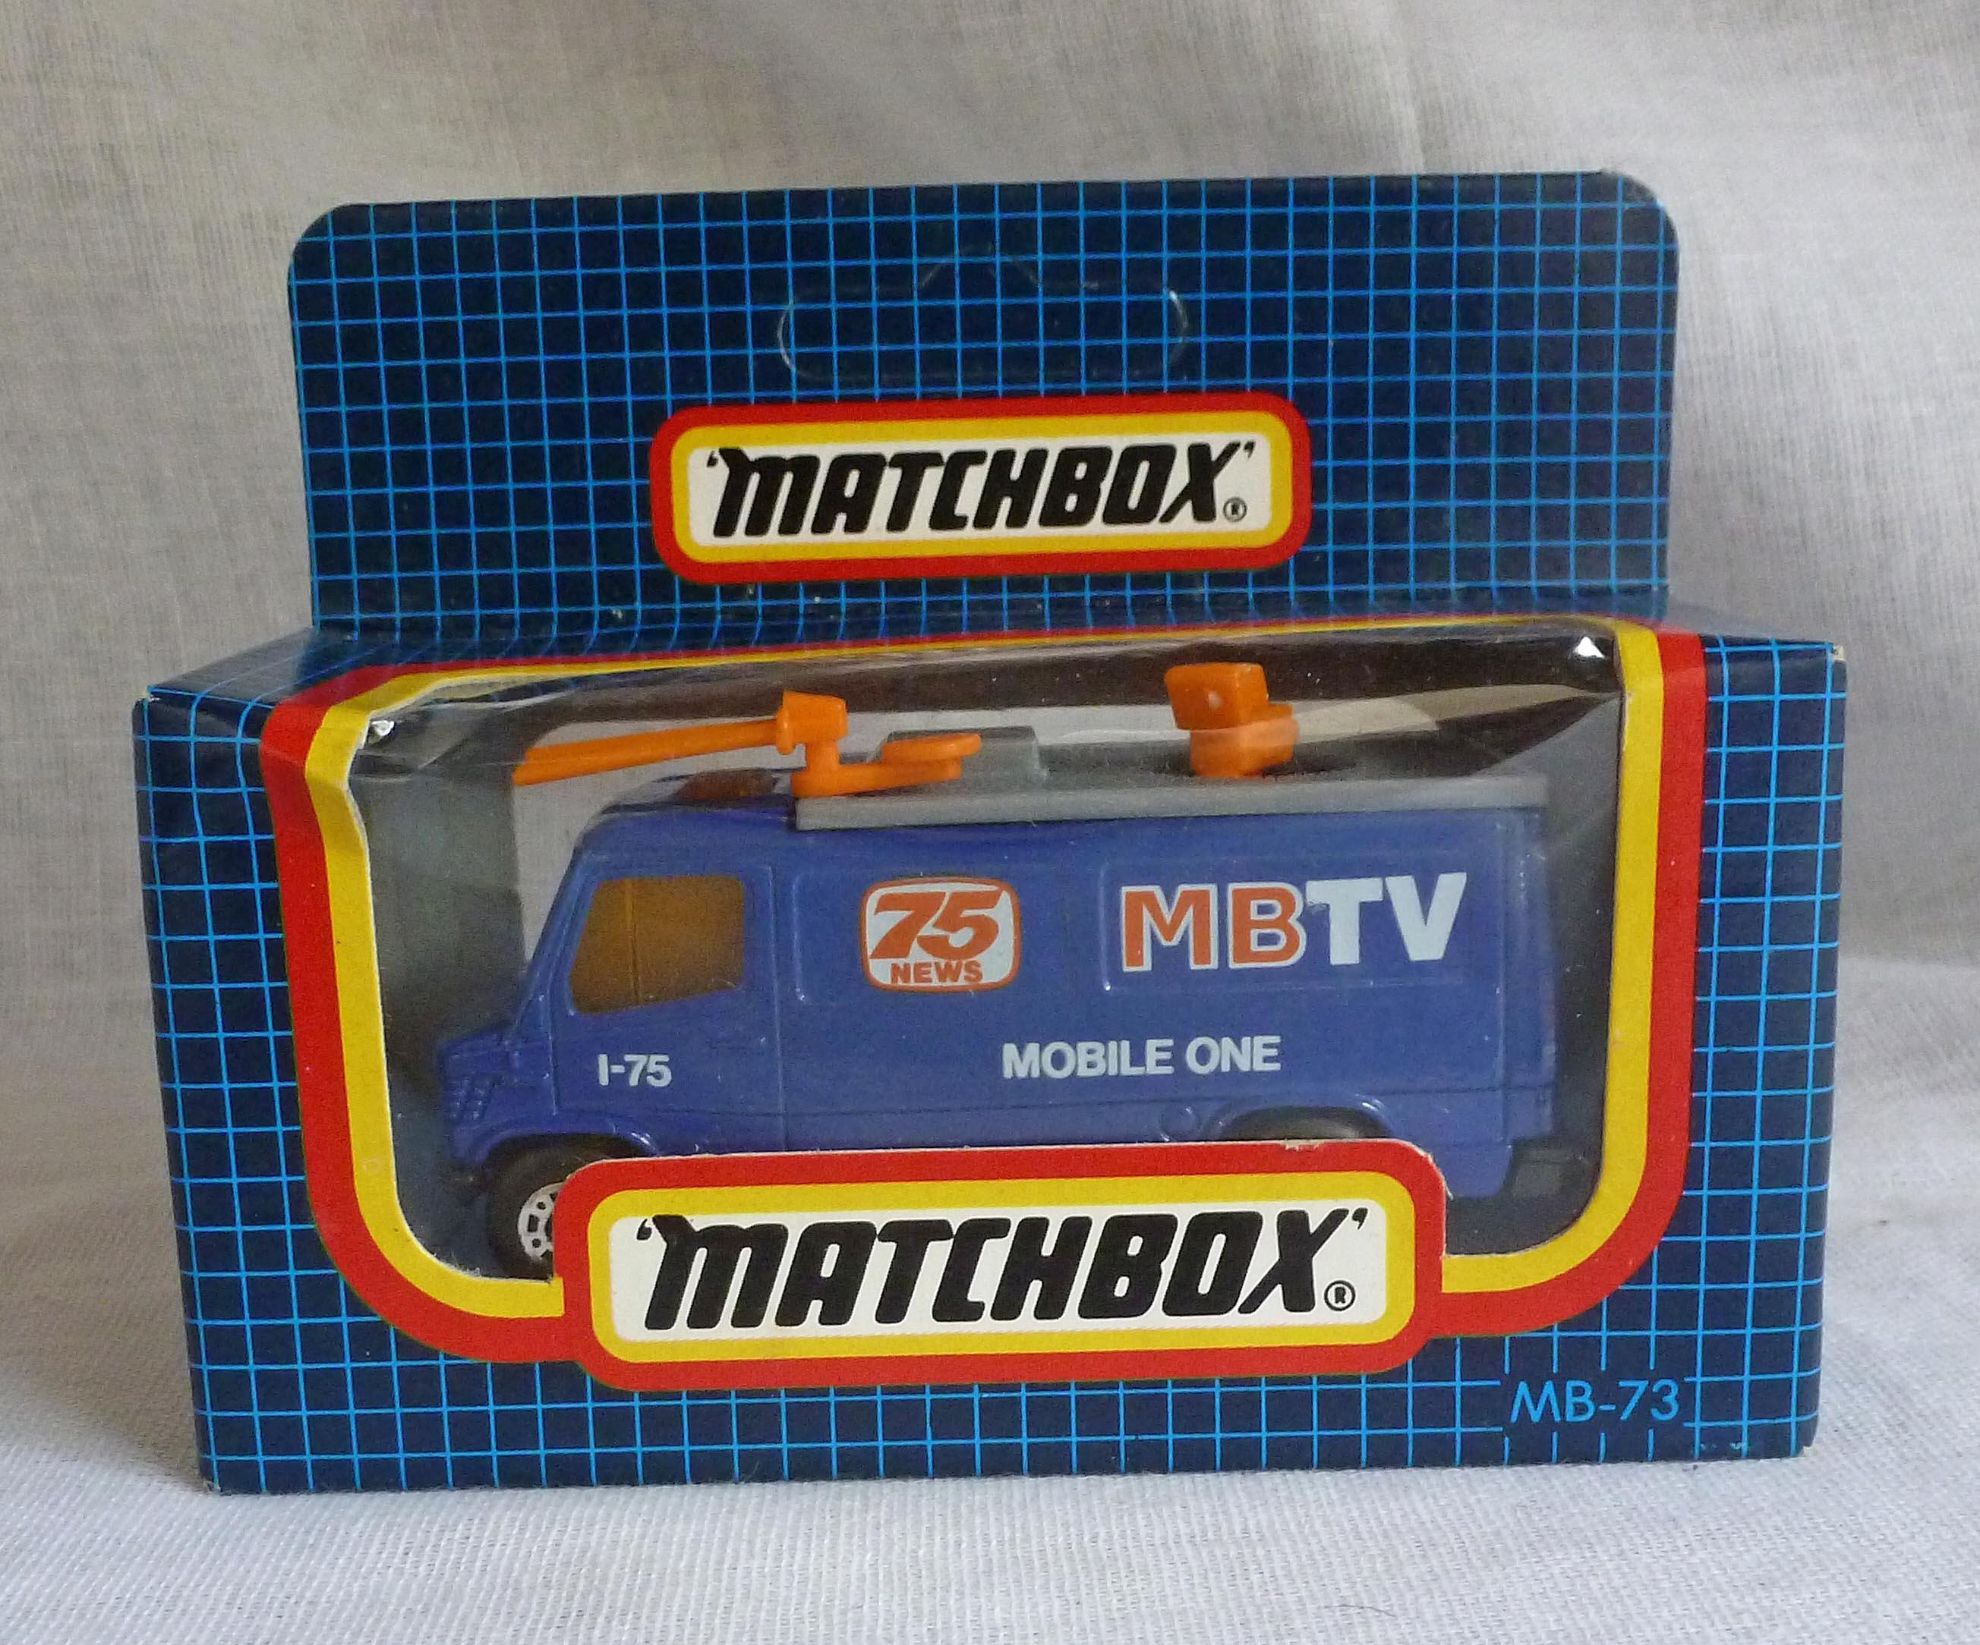 'MATCHBOX'®
75 MBTV
NEWS
I-75 MOBILE ONE
'MATCHBOX'®
MB-73